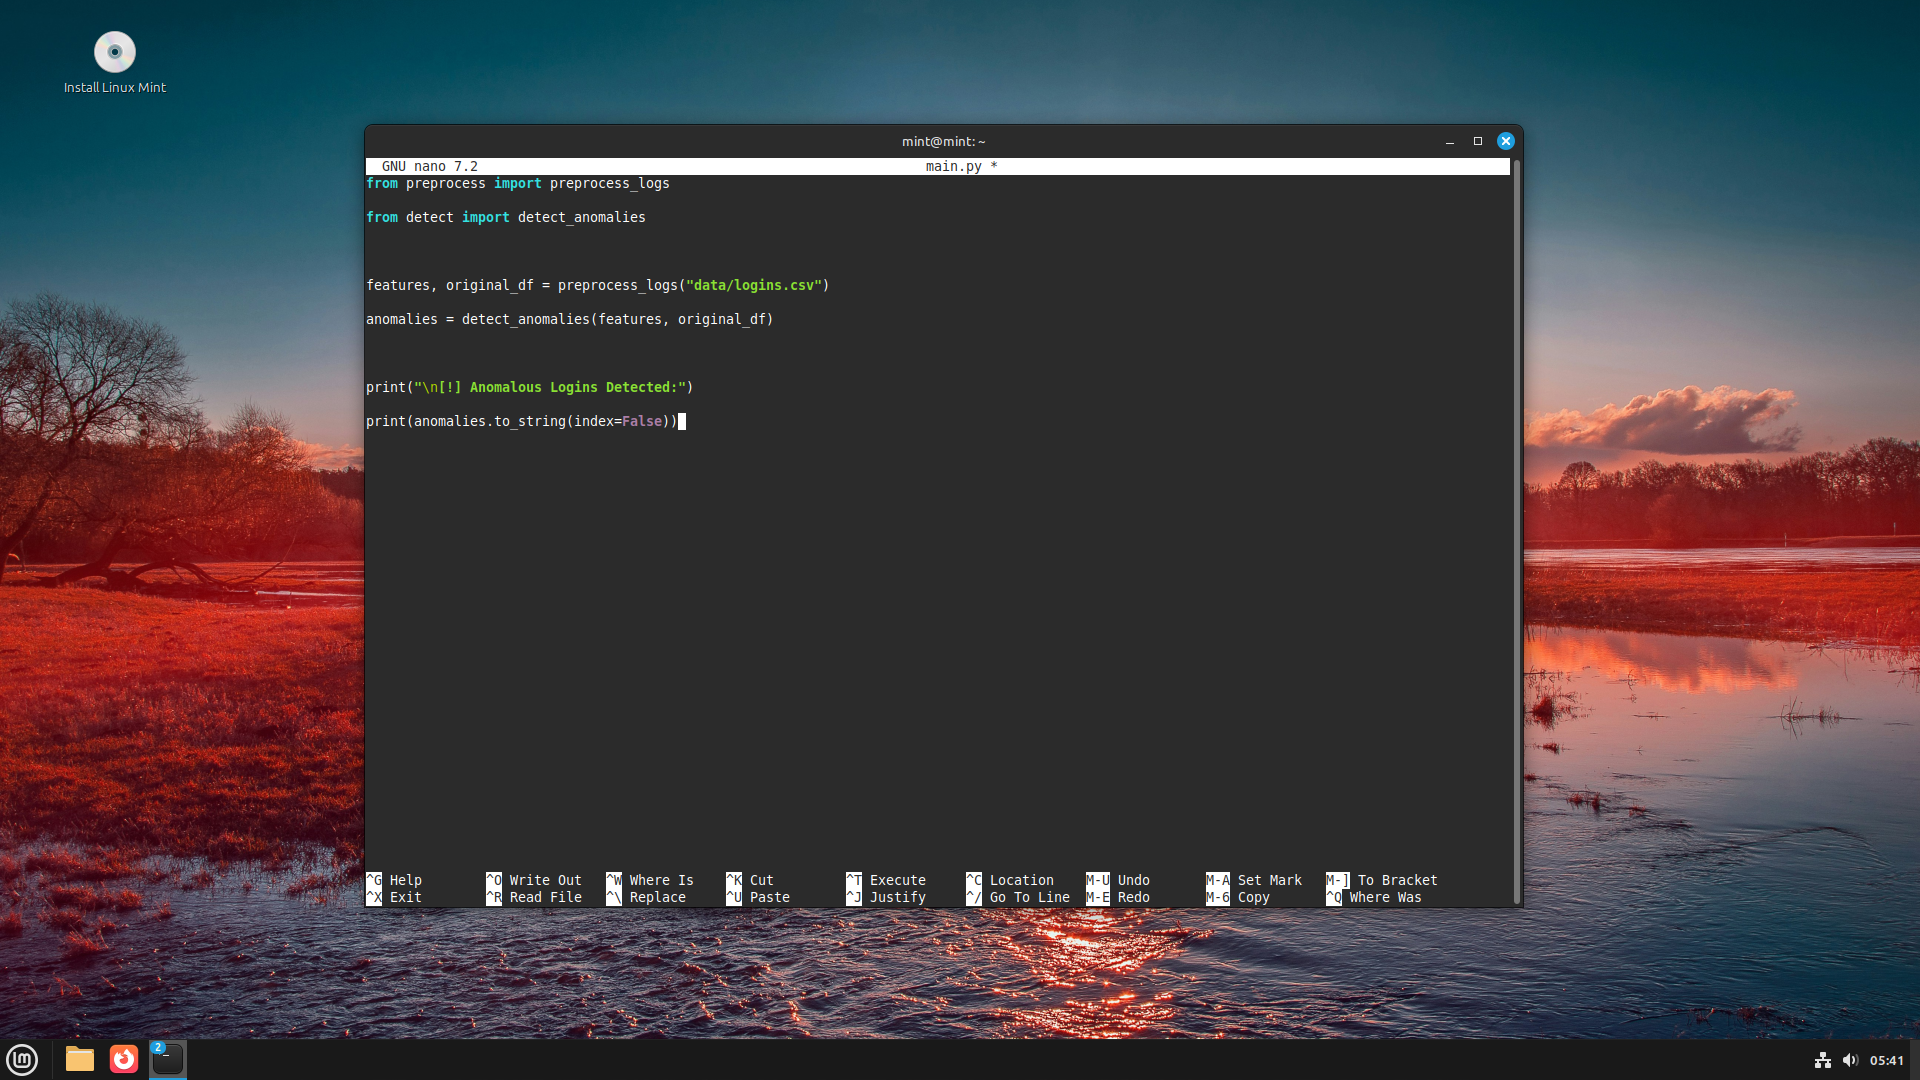 Install Linux Mint
mint@mint: ~
GNU nano 7.2 main.py *
from preprocess import preprocess_logs
from detect import detect_anomalies
features, original_df = preprocess_logs("data/logins.csv")
anomalies = detect_anomalies(features, original_df)
print("\n[!] Anomalous Logins Detected:")
print(anomalies.to_string(index=False))
^G Help ^O Write Out ^W Where Is ^K Cut ^T Execute ^C Location M-U Undo M-A Set Mark M-] To Bracket
^X Exit ^R Read File ^\ Replace ^U Paste ^J Justify ^/ Go To Line M-E Redo M-6 Copy ^Q Where Was
2
05:41